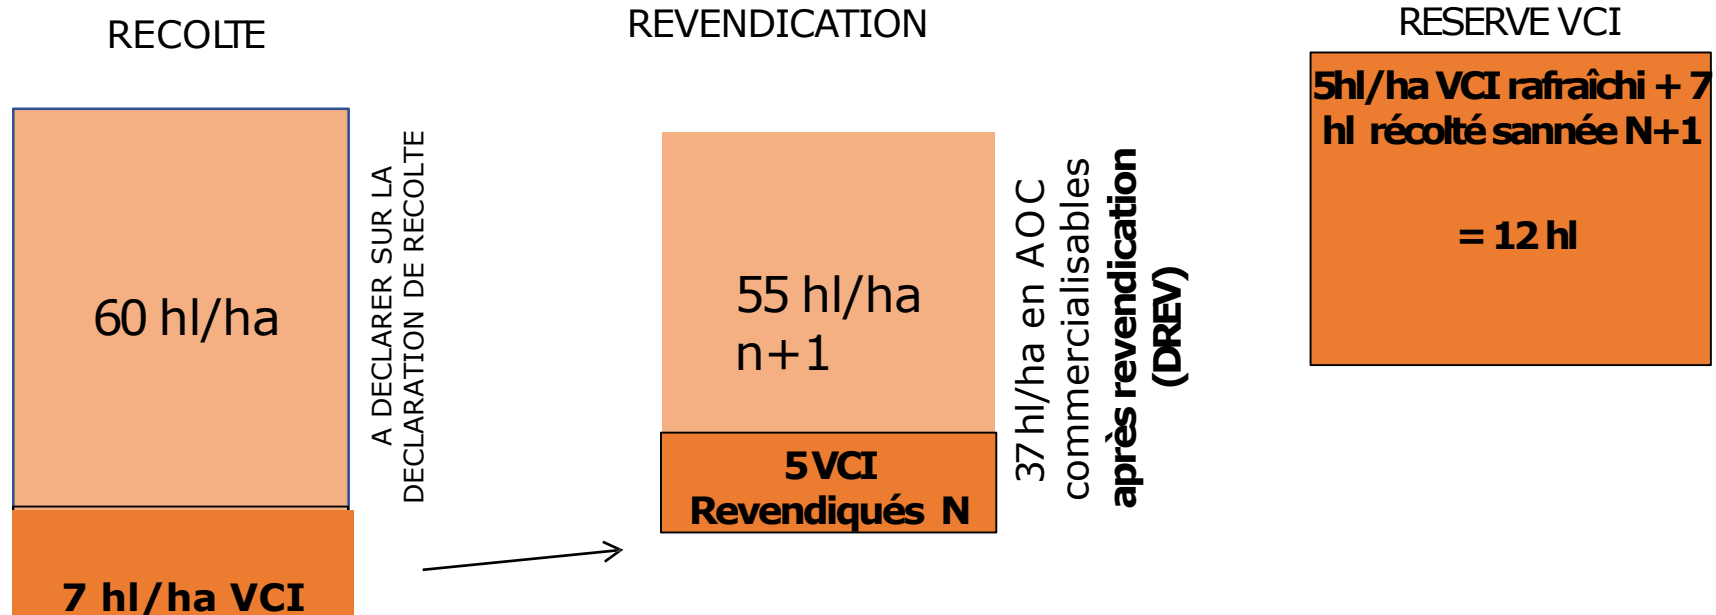 RECOLTE
60 hl/ha
7 hl/ha VCI
A DECLARER SUR LA
DECLARATION DE RECOLTE
REVENDICATION
55 hl/ha
n+1
5 VCI
Revendiqués N
37 hl/ha en AOC
commercialisables
après revendication
(DREV)
RESERVE VCI
5hl/ha VCI rafraîchi + 7
hl récolté sannée N+1
= 12 hl